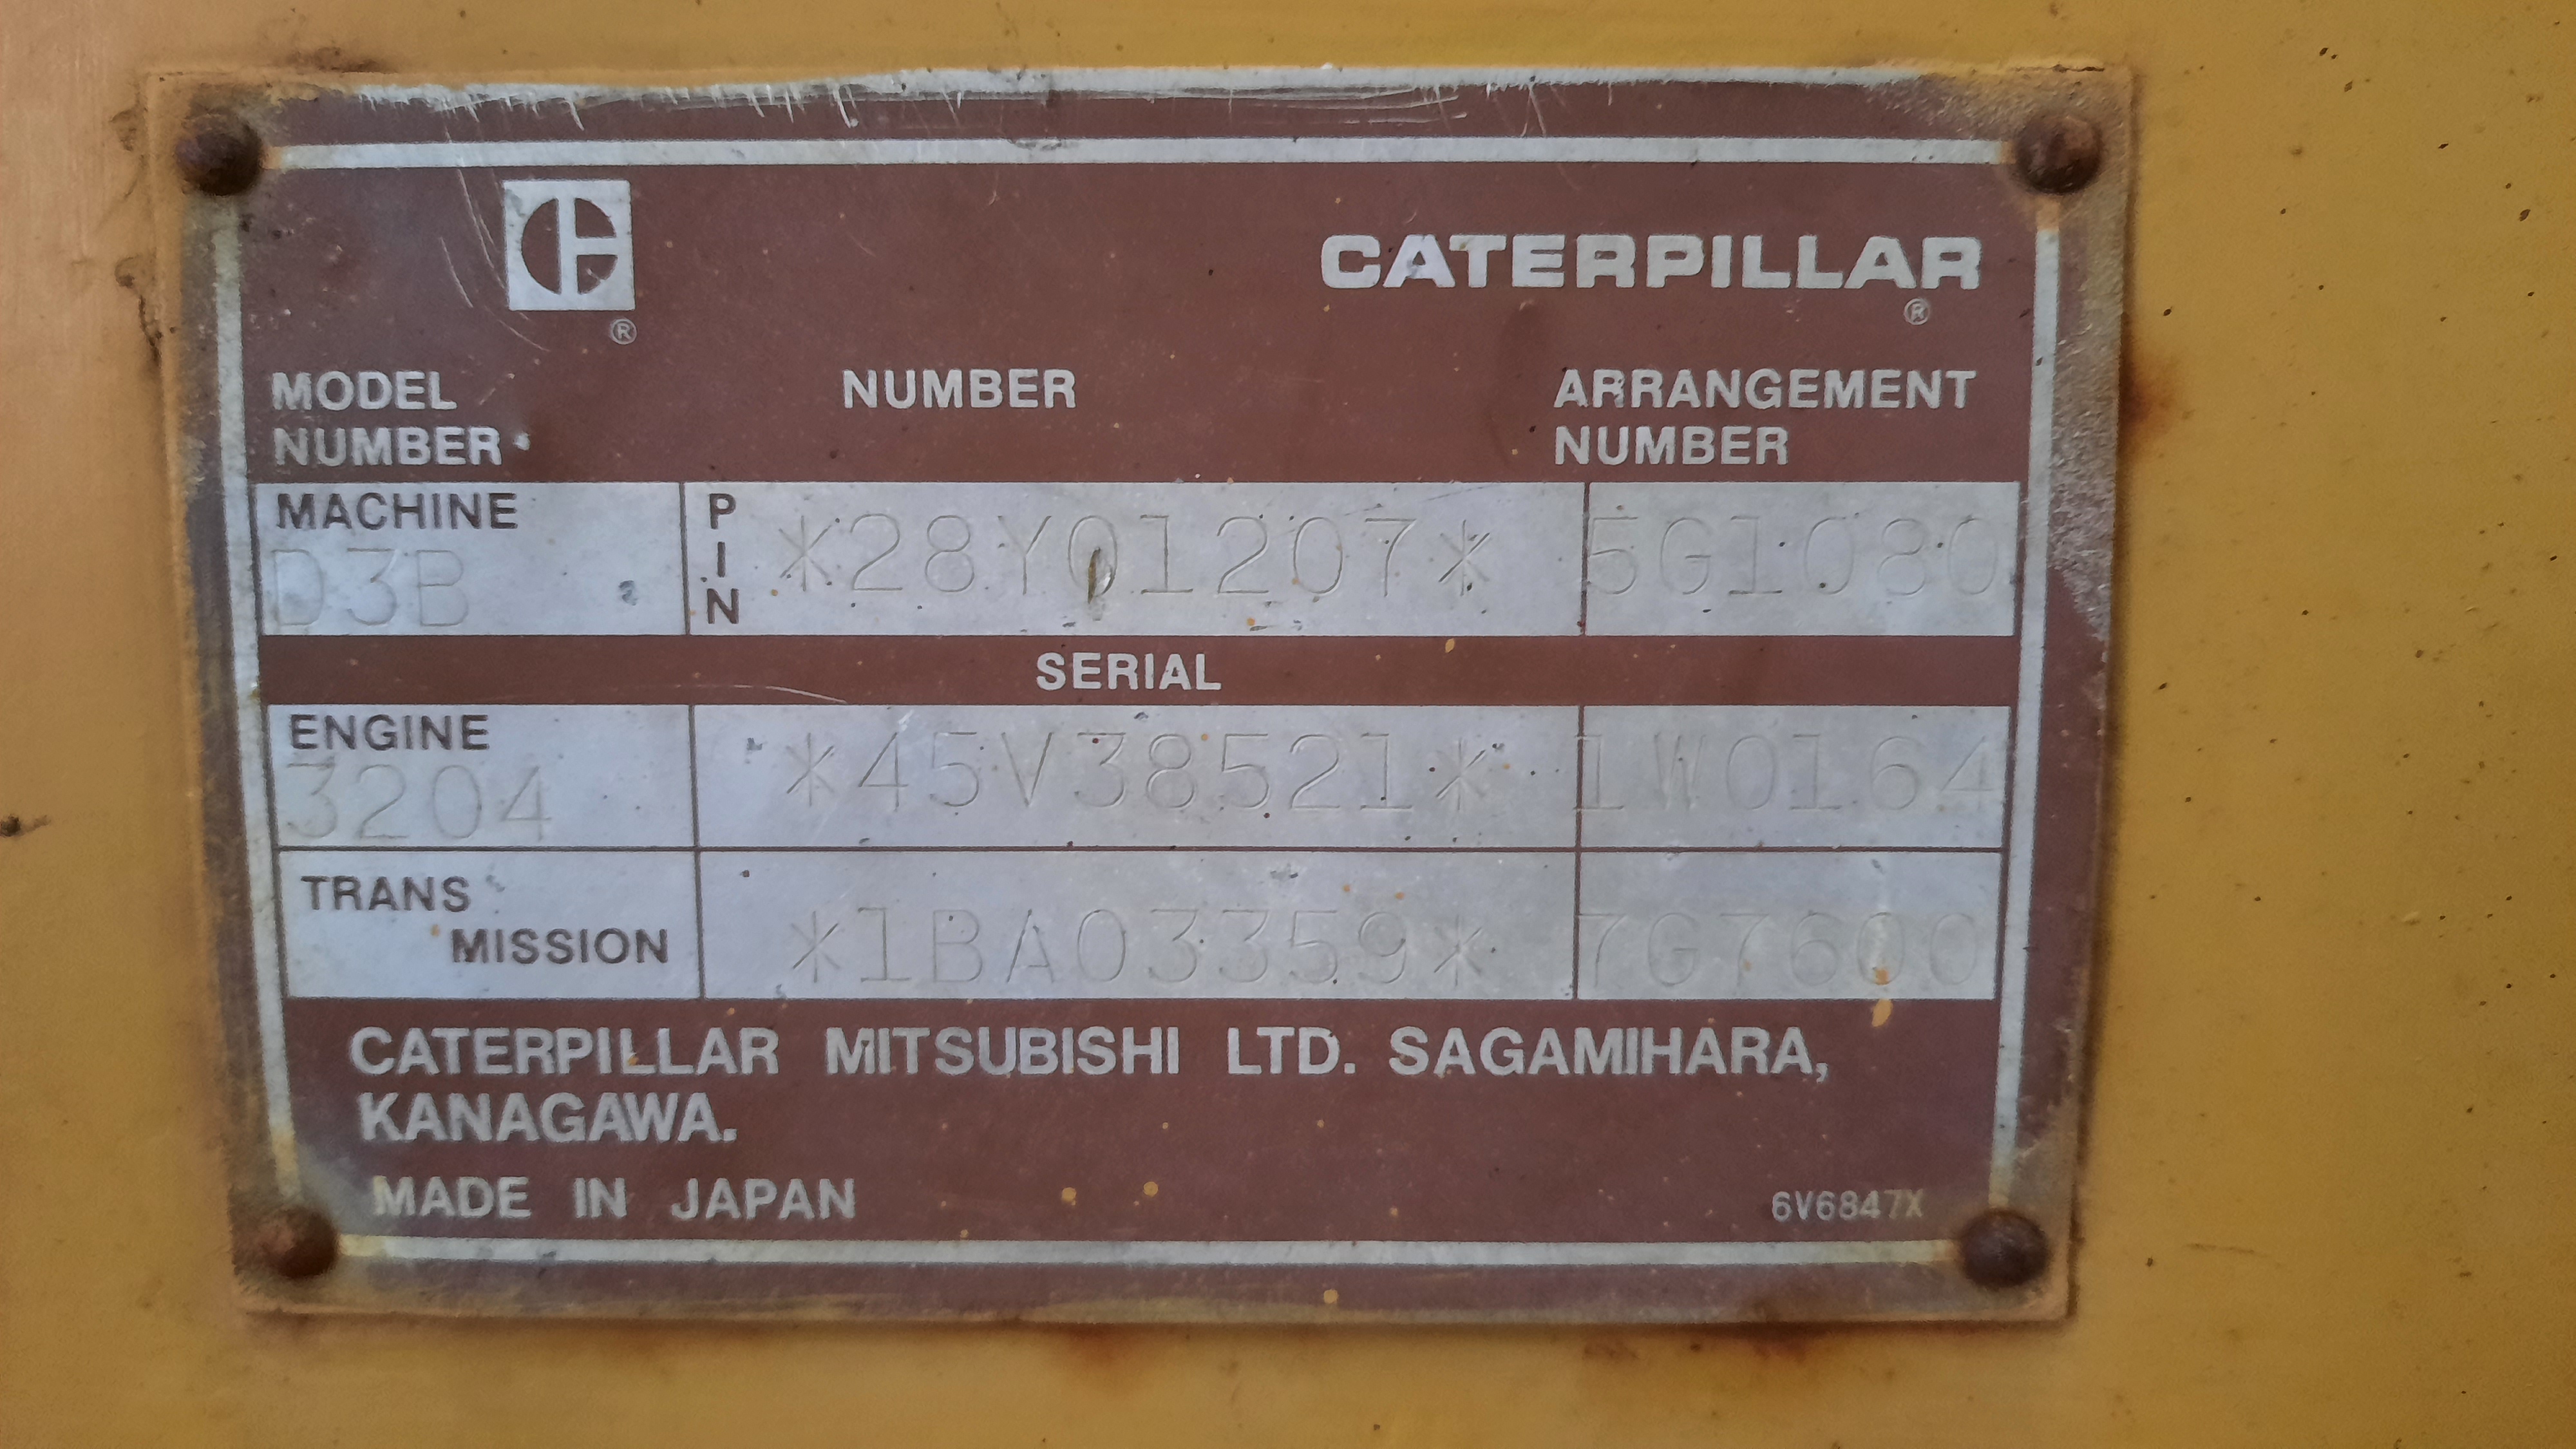 CATERPILLAR
®
®
MODEL NUMBER ARRANGEMENT
NUMBER NUMBER
MACHINE PIN *28Y01207* 5G1080
D3B
SERIAL
ENGINE *45V38521* 1W0164
3204
TRANS
MISSION *1BA03359* 7G7600
CATERPILLAR MITSUBISHI LTD. SAGAMIHARA,
KANAGAWA.
MADE IN JAPAN 6V6847X